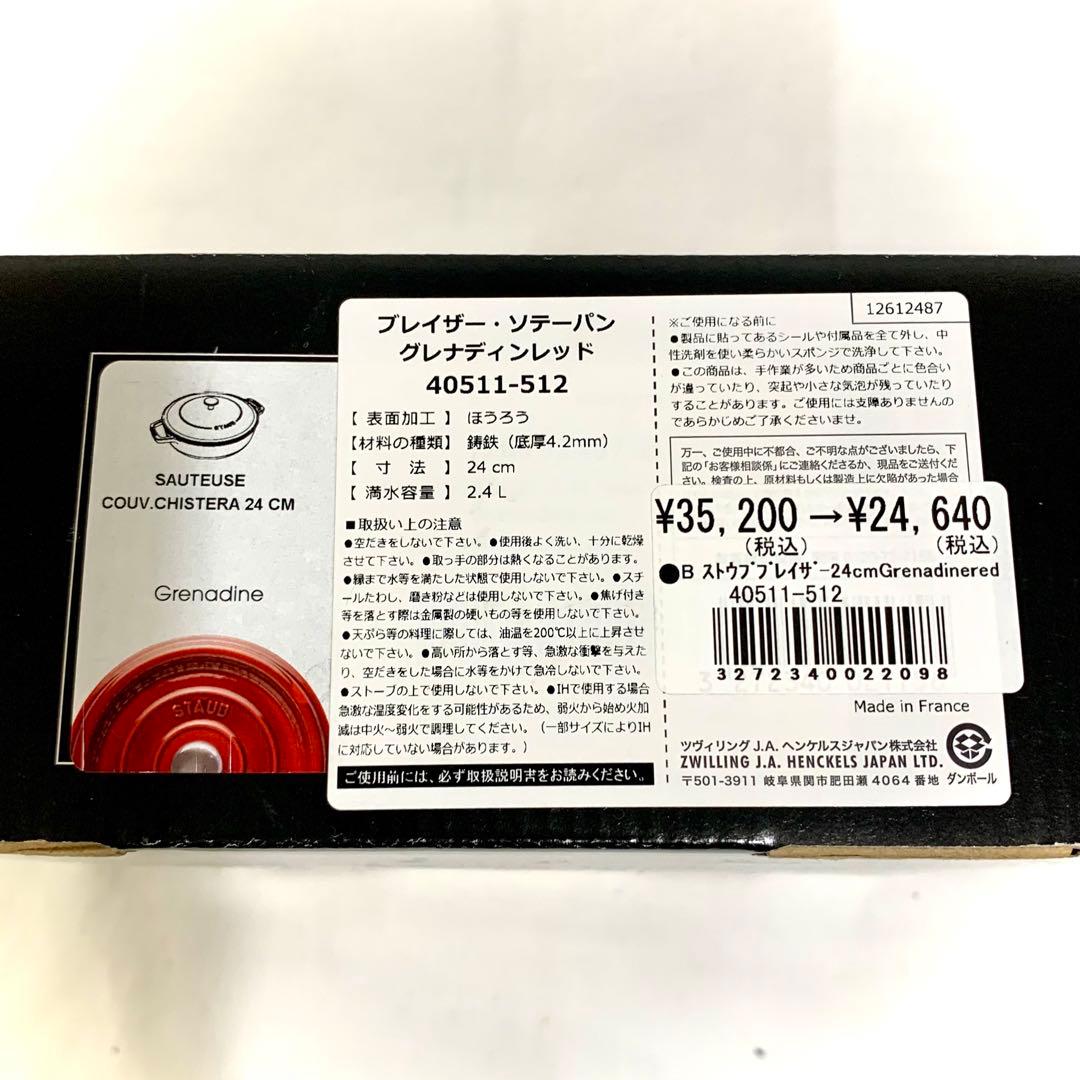 SAUTEUSE
COUV.CHISTERA 24 CM
Grenadine
STAUB
ブレイザー・ソテーパン
グレナディンレッド
40511-512
【 表面加工 】 ほうろう
【材料の種類】 鋳鉄（底厚4.2mm）
【 寸 法 】 24 cm
【 満水容量 】 2.4 L
■取扱い上の注意
●空だきをしないで下さい。●使用後よく洗い、十分に乾燥
させて下さい。●取っ手の部分は熱くなることがあります。
●縁まで水等を満たした状態で使用しないで下さい。●スチ
ールたわし、磨き粉などは使用しないで下さい。●焦げ付き
等を落とす際は金属製の硬いもの等を使用しないで下さい。
●天ぷら等の料理に際しては、油温を200℃以上に上昇させ
ないで下さい。●高い所から落とす等、急激な衝撃を与えた
り、空だきをした場合に水等をかけて急冷しないで下さい。
●ストーブの上で使用しないで下さい。●IHで使用する場合
急激な温度変化をする可能性があるため、弱火から始め火加
減は中火～弱火で調理してください。（一部サイズによりIH
に対応していない場合があります。）
ご使用前には、必ず取扱説明書をお読みください。
12612487
※ご使用になる前に
●製品に貼ってあるシールや付属品を全て外し、中
性洗剤を使い柔らかいスポンジで洗浄して下さい。
●この商品は、手作業が多いため商品ごとに色合い
が違っていたり、突起や小さな気泡が残っていたり
することがあります。ご使用には支障ありませんの
であらかじめご了承くださいませ。
万一、ご使用中に不都合、ご不明な点がございましたら、下
記の「お客様相談係」にご連絡くださるか、現品をご送付くだ
さい。検査の上、原材料もしくは製造上に欠陥があった場合
¥35,200→¥24,640
(税込) (税込)
●B ｽﾄｳﾌﾞﾌﾞﾚｲｻﾞｰ24cmGrenadinered
40511-512
3272340022098
Made in France
ツヴィリング J.A. ヘンケルスジャパン株式会社
ZWILLING J.A. HENCKELS JAPAN LTD.
〒501-3911 岐阜県関市肥田瀬 4064 番地
ダンボール